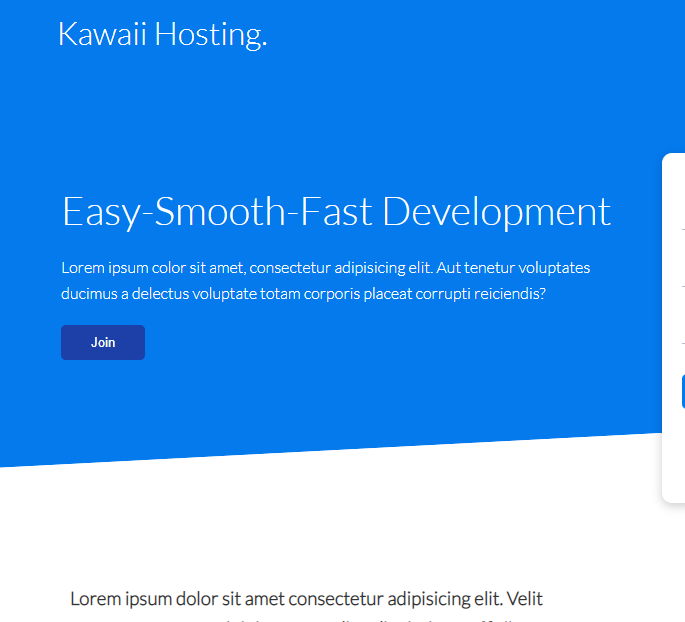 Kawaii Hosting.
Easy-Smooth-Fast Development
Lorem ipsum color sit amet, consectetur adipisicing elit. Aut tenetur voluptates
ducimus a delectus voluptate totam corporis placeat corrupti reiciendis?
Join
Lorem ipsum dolor sit amet consectetur adipisicing elit. Velit